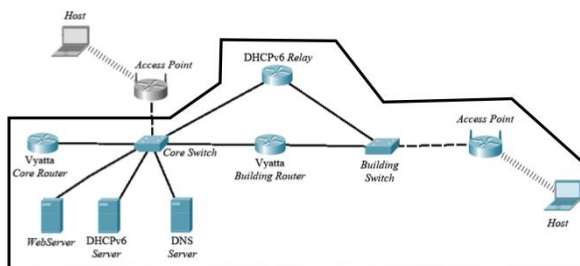 Host
Access Point
DHCPv6 Relay
Access Point
Vyatta
Core Router
Core Switch
Vyatta
Building Router
Building
Switch
WebServer
DHCPv6
Server
DNS
Server
Host